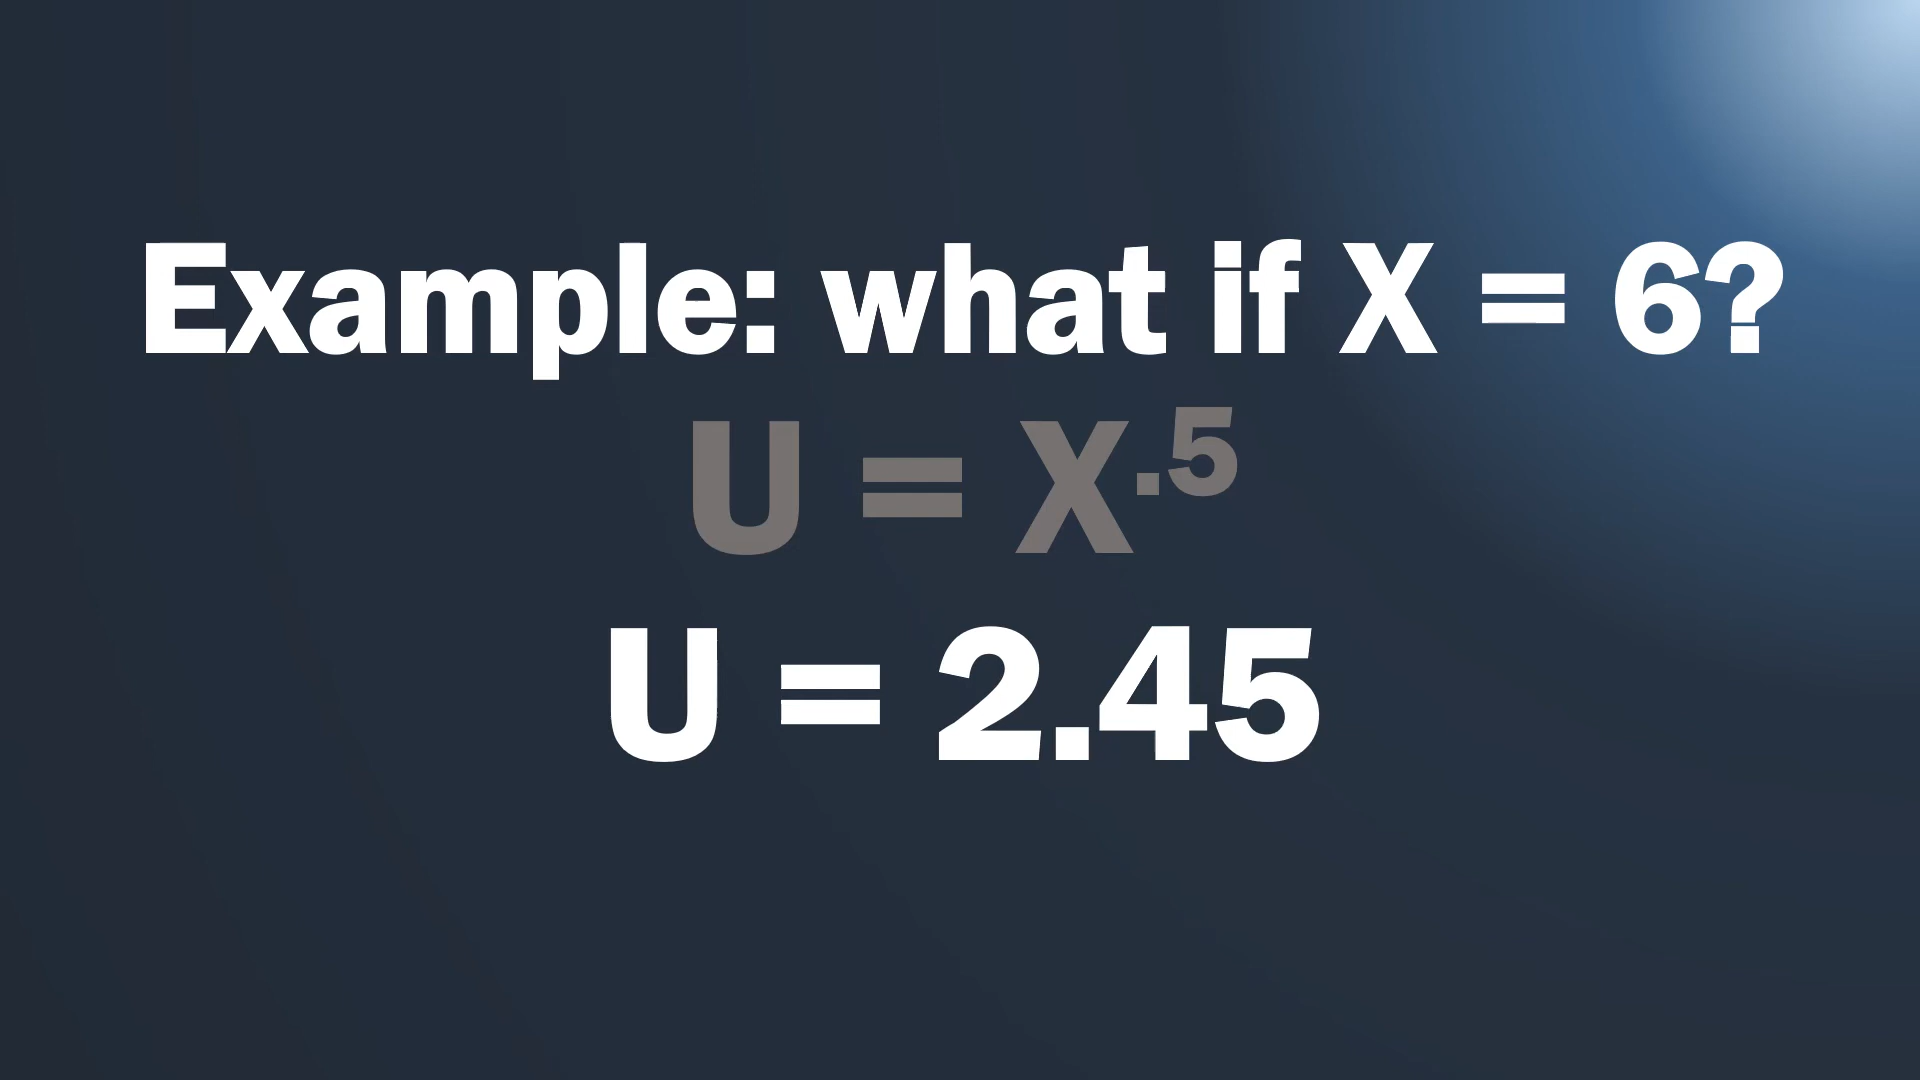 Example: what if X = 6?
U = X^.5
U = 2.45